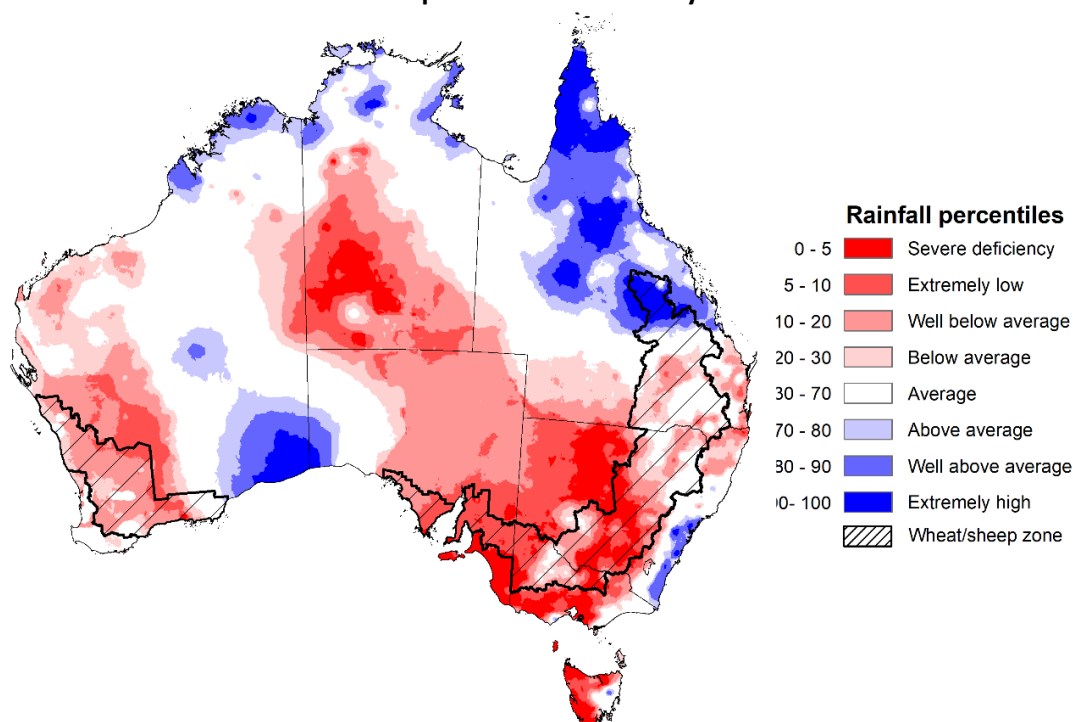 Rainfall percentiles
0 - 5 Severe deficiency
5 - 10 Extremely low
10 - 20 Well below average
20 - 30 Below average
30 - 70 Average
70 - 80 Above average
80 - 90 Well above average
0- 100 Extremely high
Wheat/sheep zone